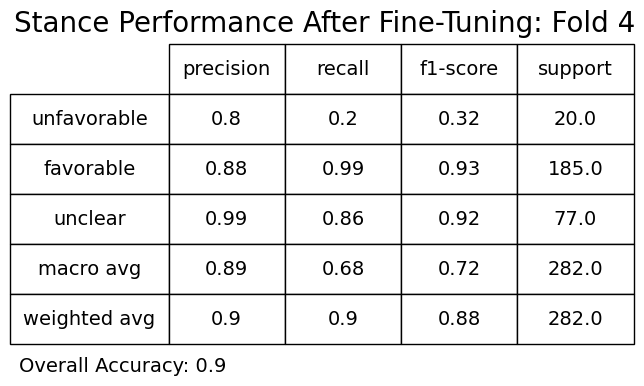 Stance Performance After Fine-Tuning: Fold 4
precision recall f1-score support
unfavorable 0.8 0.2 0.32 20.0
favorable 0.88 0.99 0.93 185.0
unclear 0.99 0.86 0.92 77.0
macro avg 0.89 0.68 0.72 282.0
weighted avg 0.9 0.9 0.88 282.0
Overall Accuracy: 0.9